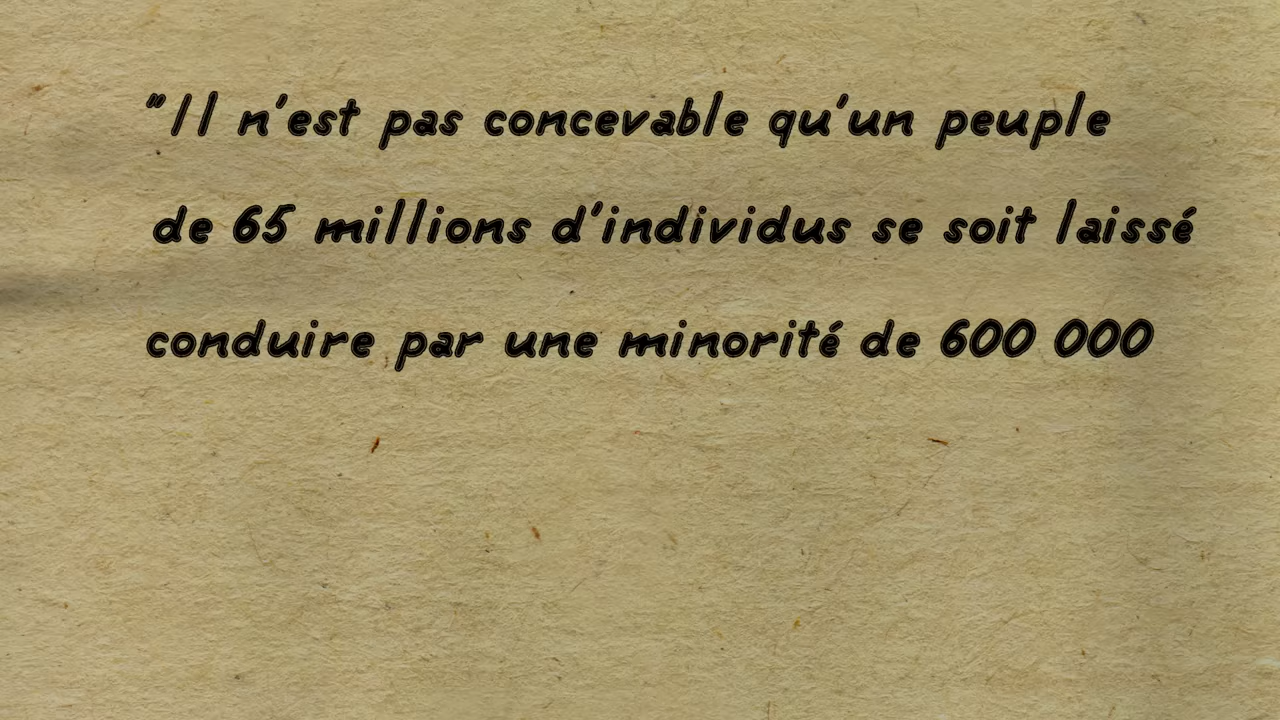 "Il n'est pas concevable qu'un peuple
de 65 millions d'individus se soit laissé
conduire par une minorité de 600 000